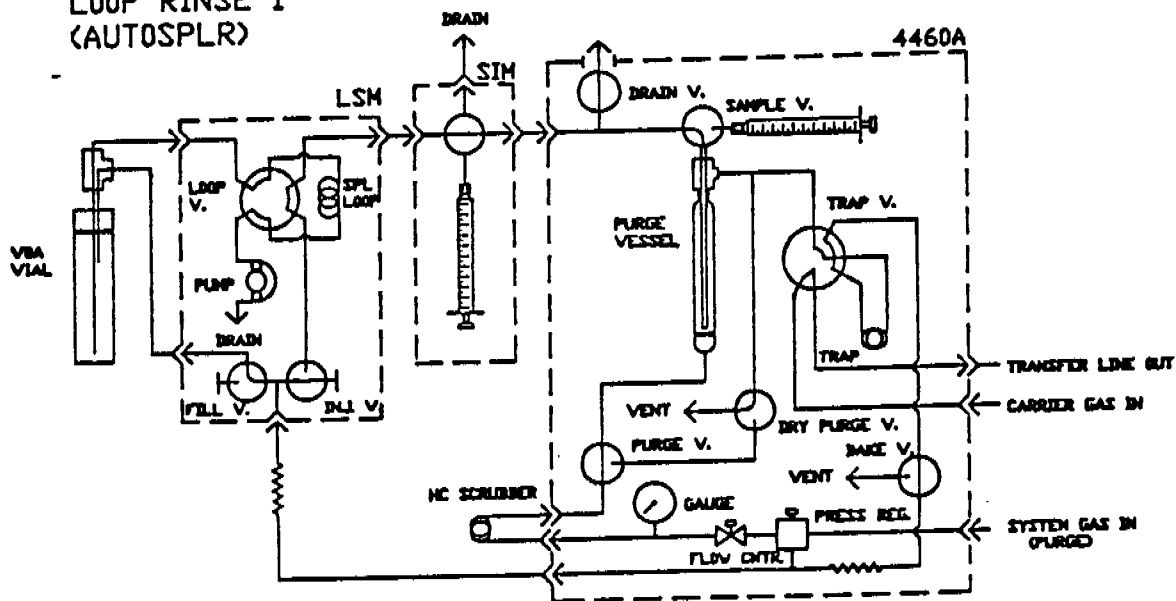 LOOP RINSE 1
(AUTOSPLR)
DRAIN
4460A
SIM
LSM
DRAIN V.
SAMPLE V.
LOOP
V.
SPL
LOOP
PURGE
VESSEL
TRAP V.
VOA
VIAL
PUMP
DRAIN
TRAP
TRANSFER LINE OUT
FILL V.
INJ V.
CARRIER GAS IN
VENT
DRY PURGE V.
PURGE V.
BAKE V.
VENT
HC SCRUBBER
GAUGE
PRESS REG.
SYSTEM GAS IN
(PURGE)
FLOW CNTR.